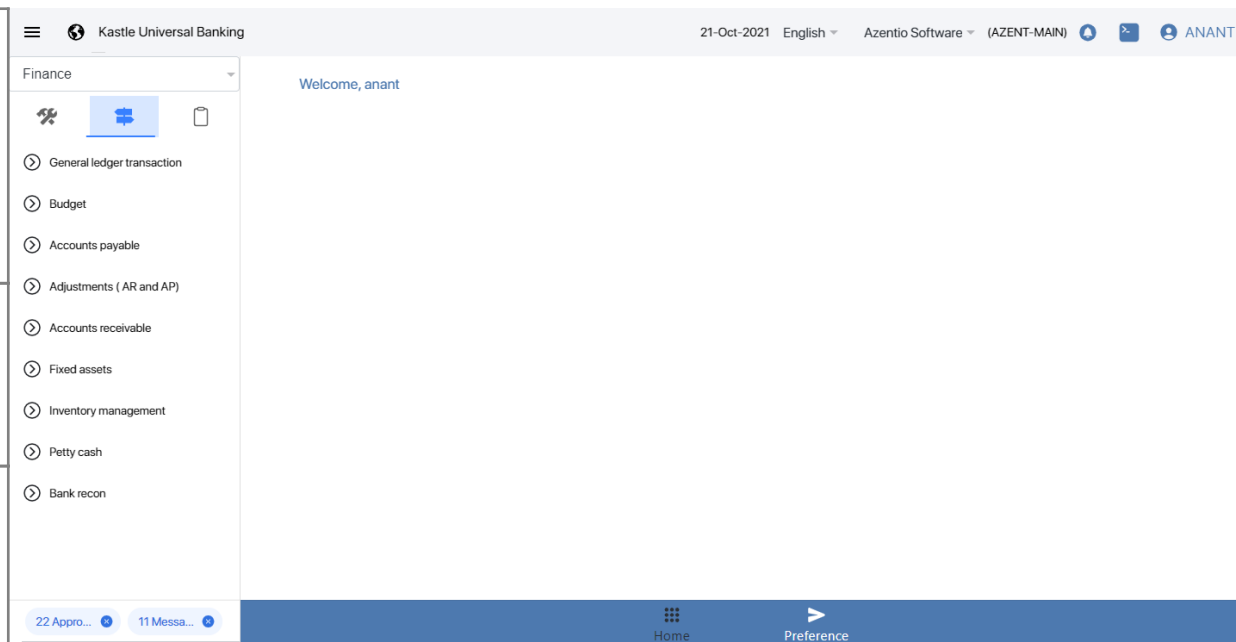 Kastle Universal Banking 21-Oct-2021 English Azentio Software (AZENT-MAIN) ANANT
Finance
Welcome, anant
General ledger transaction
Budget
Accounts payable
Adjustments ( AR and AP)
Accounts receivable
Fixed assets
Inventory management
Petty cash
Bank recon
22 Appro... 11 Messa...
Home Preference